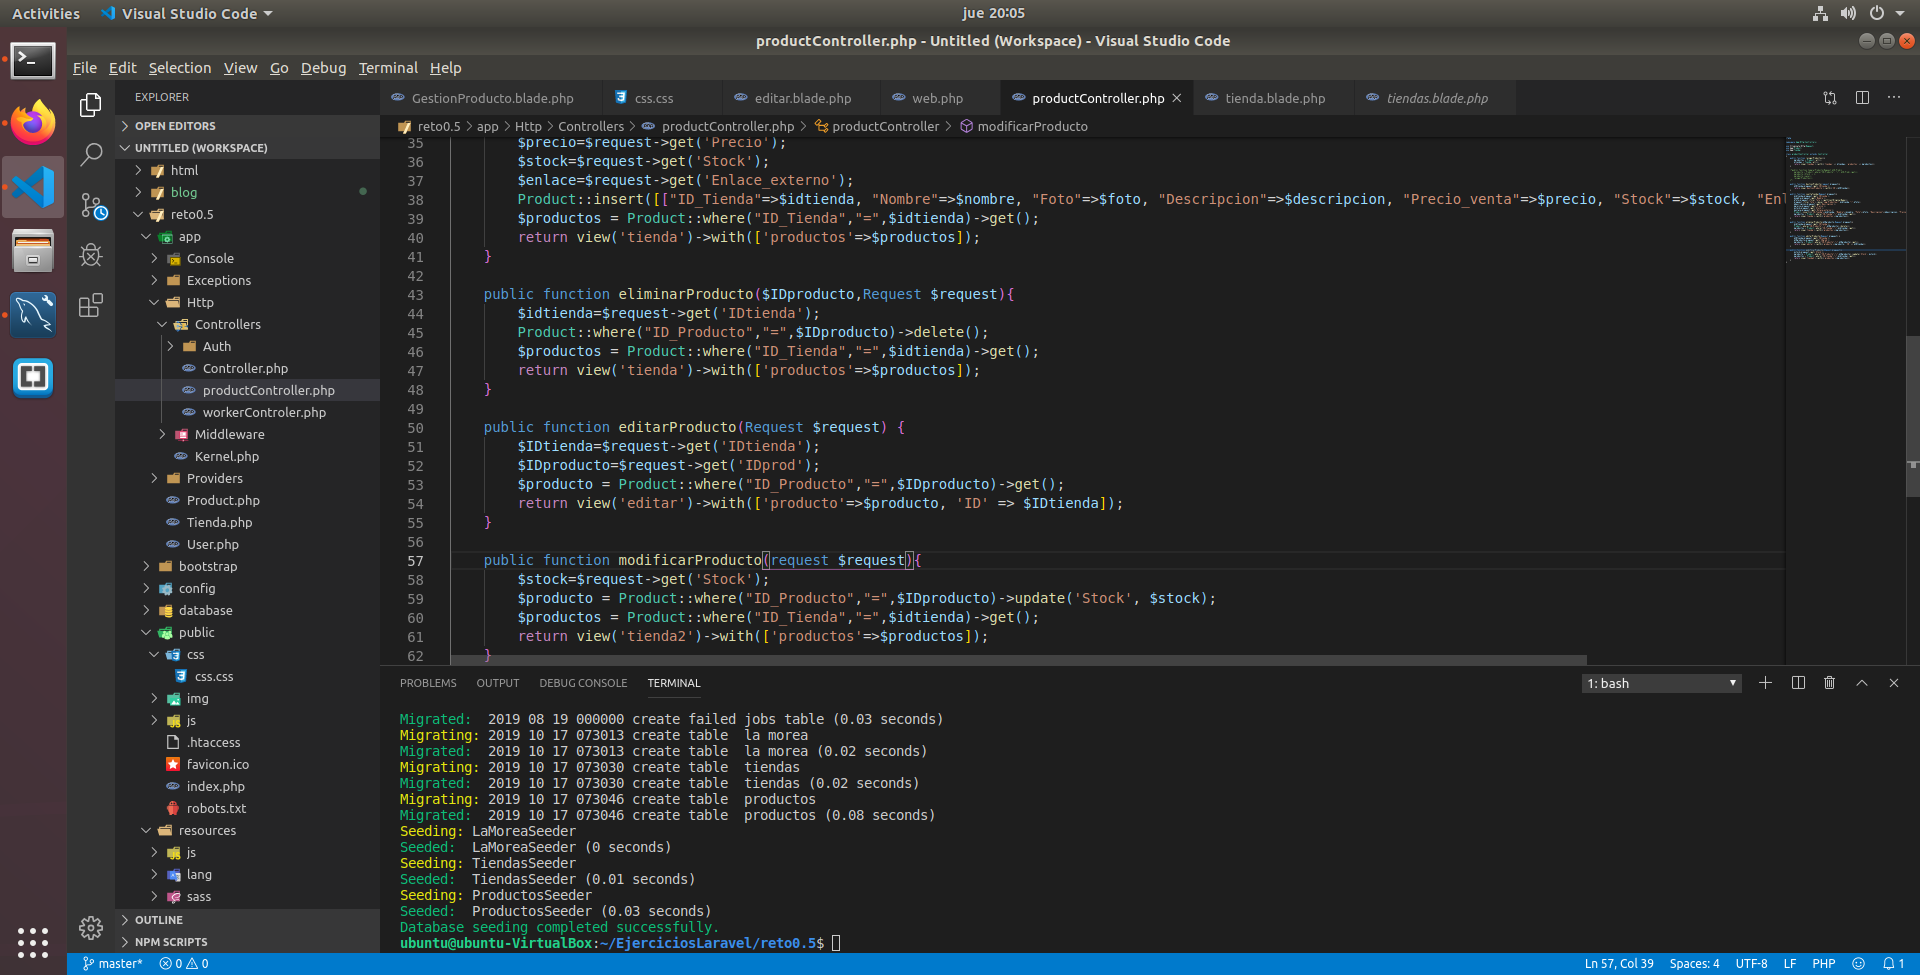 Activities
Visual Studio Code
jue 20:05
productController.php - Untitled (Workspace) - Visual Studio Code
File Edit Selection View Go Debug Terminal Help
EXPLORER
OPEN EDITORS
UNTITLED (WORKSPACE)
html
blog
reto0.5
app
Console
Exceptions
Http
Controllers
Auth
Controller.php
productController.php
workerControler.php
Middleware
Kernel.php
Providers
Product.php
Tienda.php
User.php
bootstrap
config
database
public
css
css.css
img
js
.htaccess
favicon.ico
index.php
robots.txt
resources
js
lang
sass
OUTLINE
NPM SCRIPTS
GestionProducto.blade.php css.css editar.blade.php web.php productController.php tienda.blade.php tiendas.blade.php
reto0.5 > app > Http > Controllers > productController.php > productController > modificarProducto
35 $precio=$request->get('Precio');
36 $stock=$request->get('Stock');
37 $enlace=$request->get('Enlace_externo');
38 Product::insert([["ID_Tienda"=>$idtienda, "Nombre"=>$nombre, "Foto"=>$foto, "Descripcion"=>$descripcion, "Precio_venta"=>$precio, "Stock"=>$stock, "Enl
39 $productos = Product::where("ID_Tienda","=",$idtienda)->get();
40 return view('tienda')->with(['productos'=>$productos]);
41 }
42
43 public function eliminarProducto($IDproducto,Request $request){
44 $idtienda=$request->get('IDtienda');
45 Product::where("ID_Producto","=",$IDproducto)->delete();
46 $productos = Product::where("ID_Tienda","=",$idtienda)->get();
47 return view('tienda')->with(['productos'=>$productos]);
48 }
49
50 public function editarProducto(Request $request) {
51 $IDtienda=$request->get('IDtienda');
52 $IDproducto=$request->get('IDprod');
53 $producto = Product::where("ID_Producto","=",$IDproducto)->get();
54 return view('editar')->with(['producto'=>$producto, 'ID' => $IDtienda]);
55 }
56
57 public function modificarProducto(request $request){
58 $stock=$request->get('Stock');
59 $producto = Product::where("ID_Producto","=",$IDproducto)->update('Stock', $stock);
60 $productos = Product::where("ID_Tienda","=",$idtienda)->get();
61 return view('tienda2')->with(['productos'=>$productos]);
62 }
PROBLEMS OUTPUT DEBUG CONSOLE TERMINAL
1: bash
Migrated: 2019 08 19 000000 create failed jobs table (0.03 seconds)
Migrating: 2019 10 17 073013 create table la morea
Migrated: 2019 10 17 073013 create table la morea (0.02 seconds)
Migrating: 2019 10 17 073030 create table tiendas
Migrated: 2019 10 17 073030 create table tiendas (0.02 seconds)
Migrating: 2019 10 17 073046 create table productos
Migrated: 2019 10 17 073046 create table productos (0.08 seconds)
Seeding: LaMoreaSeeder
Seeded: LaMoreaSeeder (0 seconds)
Seeding: TiendasSeeder
Seeded: TiendasSeeder (0.01 seconds)
Seeding: ProductosSeeder
Seeded: ProductosSeeder (0.03 seconds)
Database seeding completed successfully.
ubuntu@ubuntu-VirtualBox:~/EjerciciosLaravel/reto0.5$
master* 0 0
Ln 57, Col 39 Spaces: 4 UTF-8 LF PHP 1